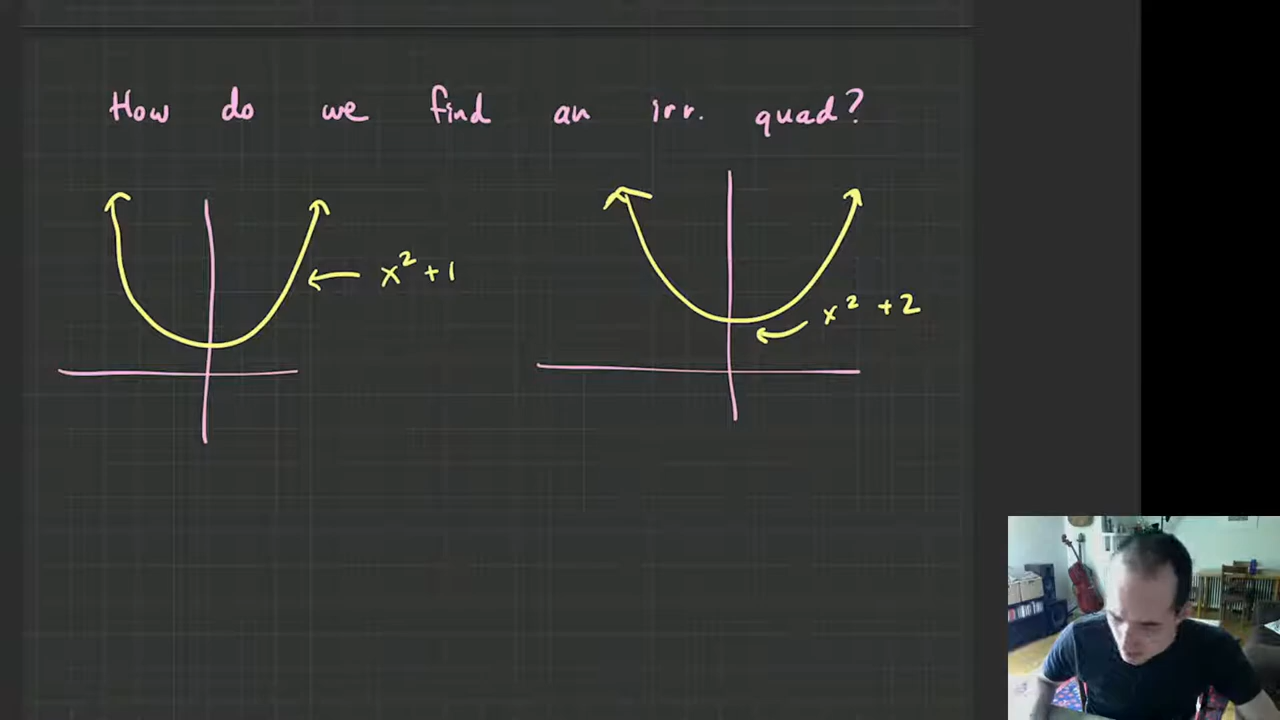 How do we find an irr. quad?
x² + 1
x² + 2